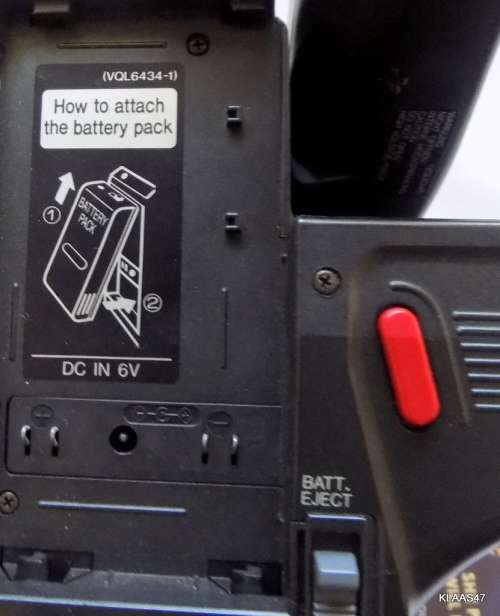 (VQL6434-1)
How to attach
the battery pack
①
BATTERY
PACK
②
DC IN 6V
BATT.
EJECT
KLAAS47